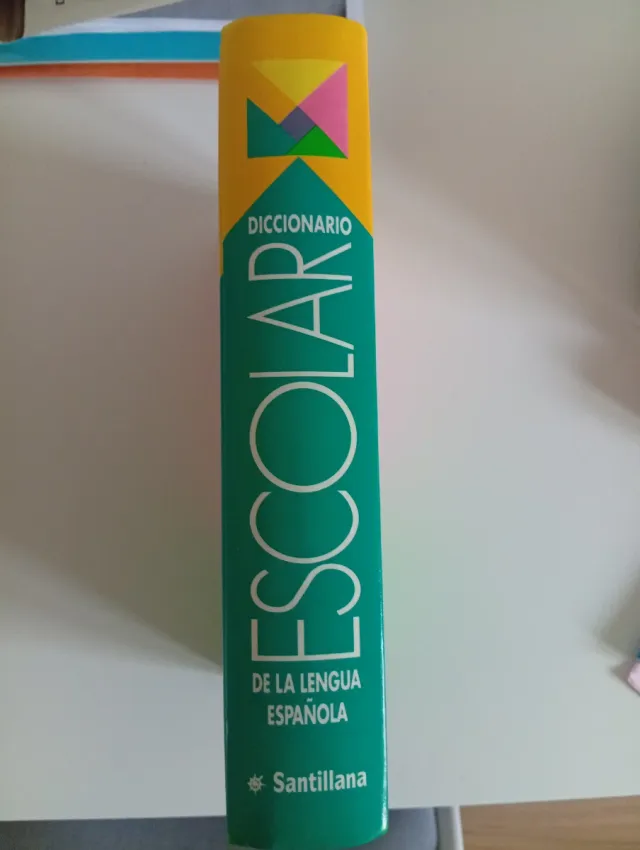 DICCIONARIO
ESCOLAR
DE LA LENGUA
ESPAÑOLA
Santillana